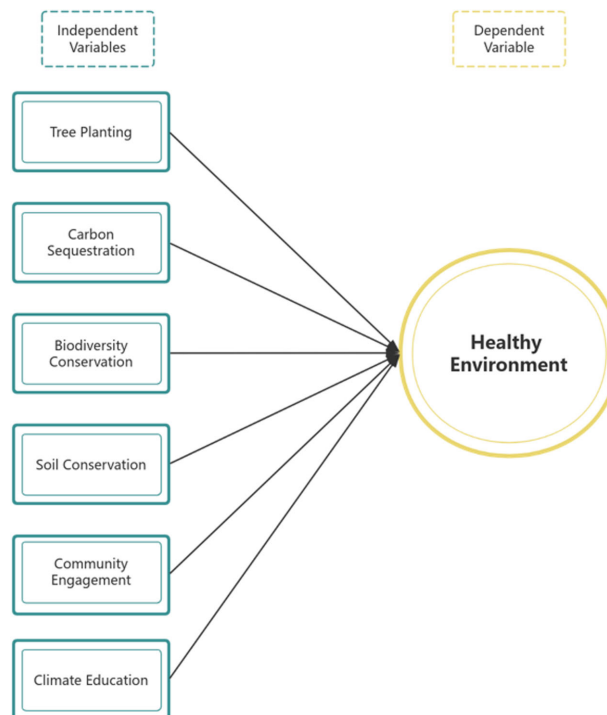 Independent
Variables
Dependent
Variable
Tree Planting
Carbon
Sequestration
Biodiversity
Conservation
Healthy
Environment
Soil Conservation
Community
Engagement
Climate Education